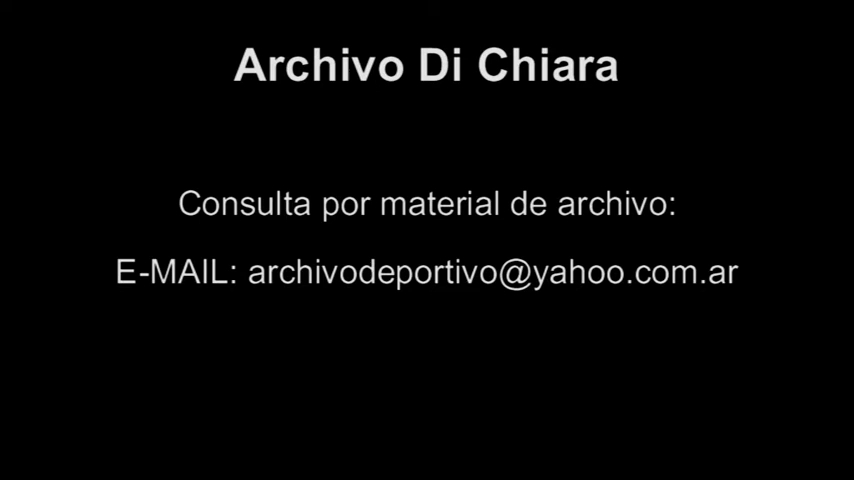 Archivo Di Chiara
Consulta por material de archivo:
E-MAIL: archivodeportivo@yahoo.com.ar